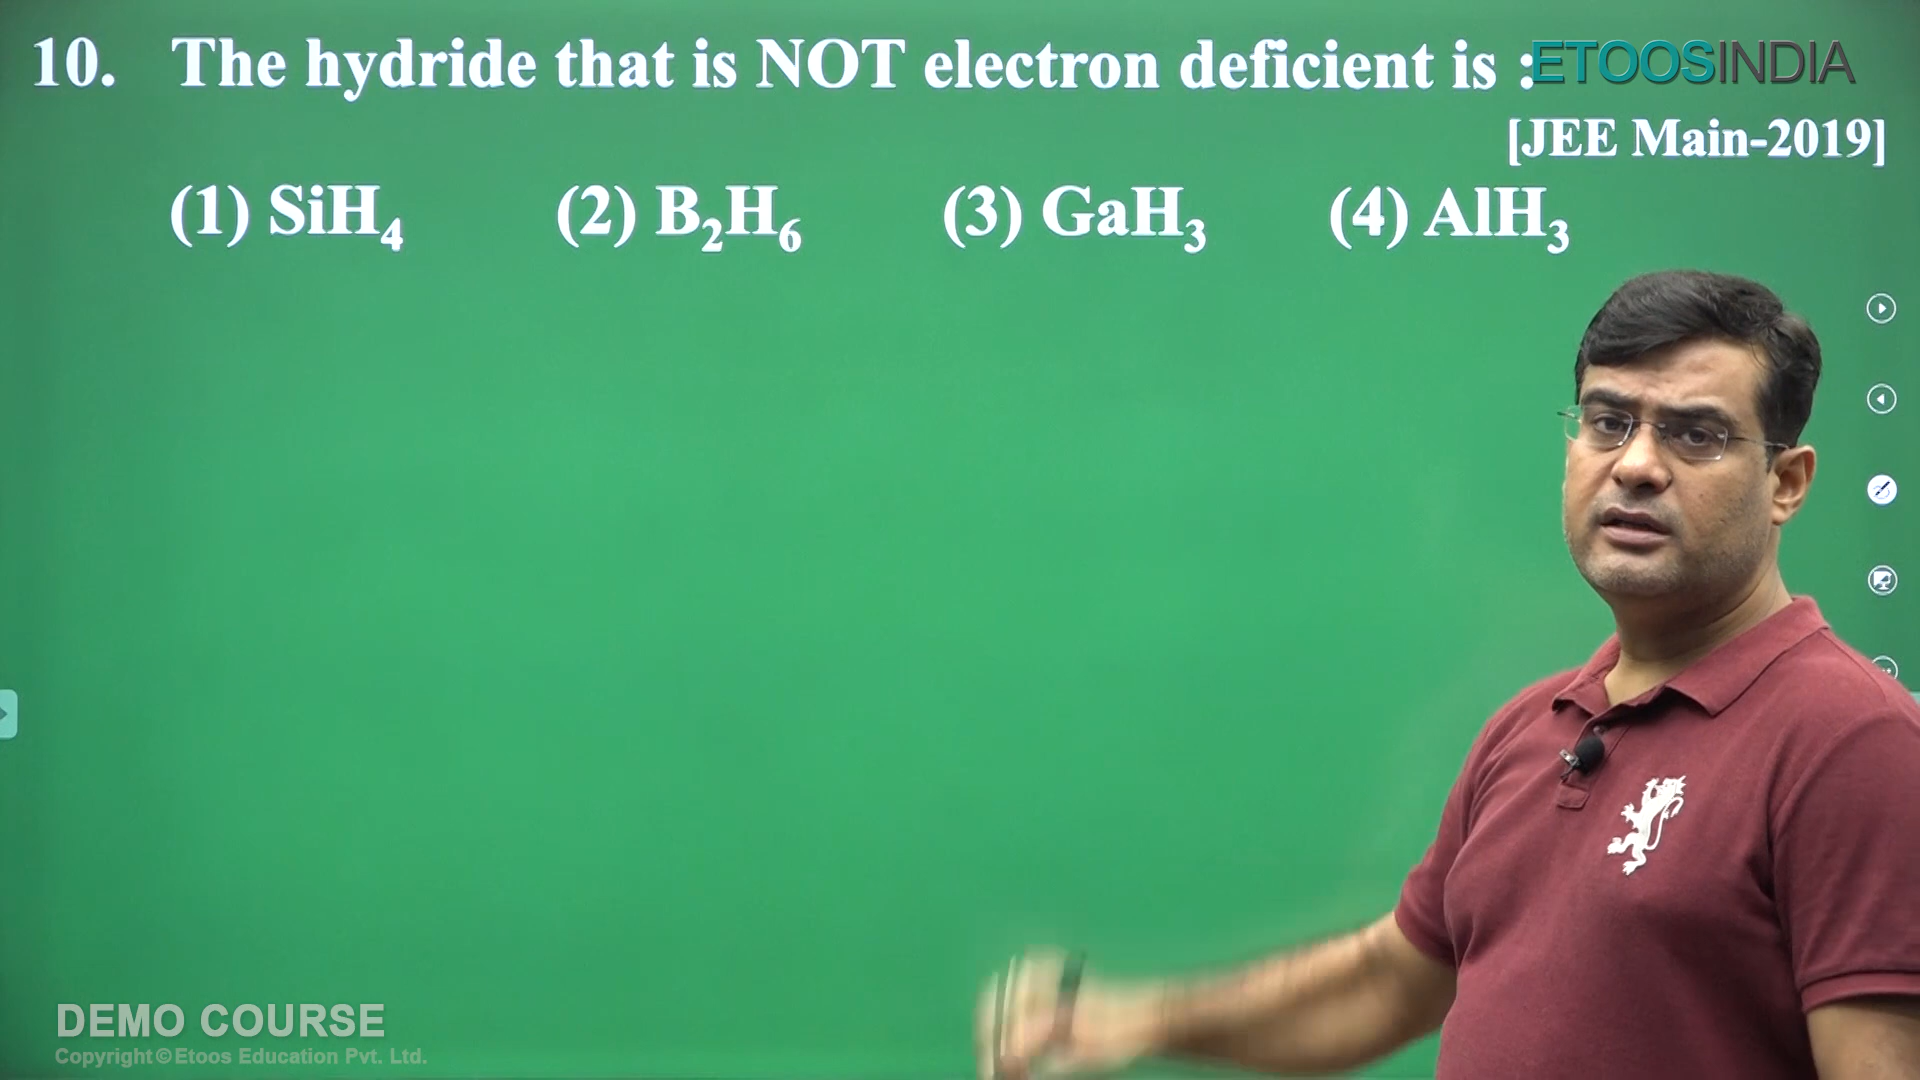 10. The hydride that is NOT electron deficient is :
ETOOSINDIA
[JEE Main-2019]
(1) SiH₄ (2) B₂H₆ (3) GaH₃ (4) AlH₃
DEMO COURSE
Copyright © Etoos Education Pvt. Ltd.